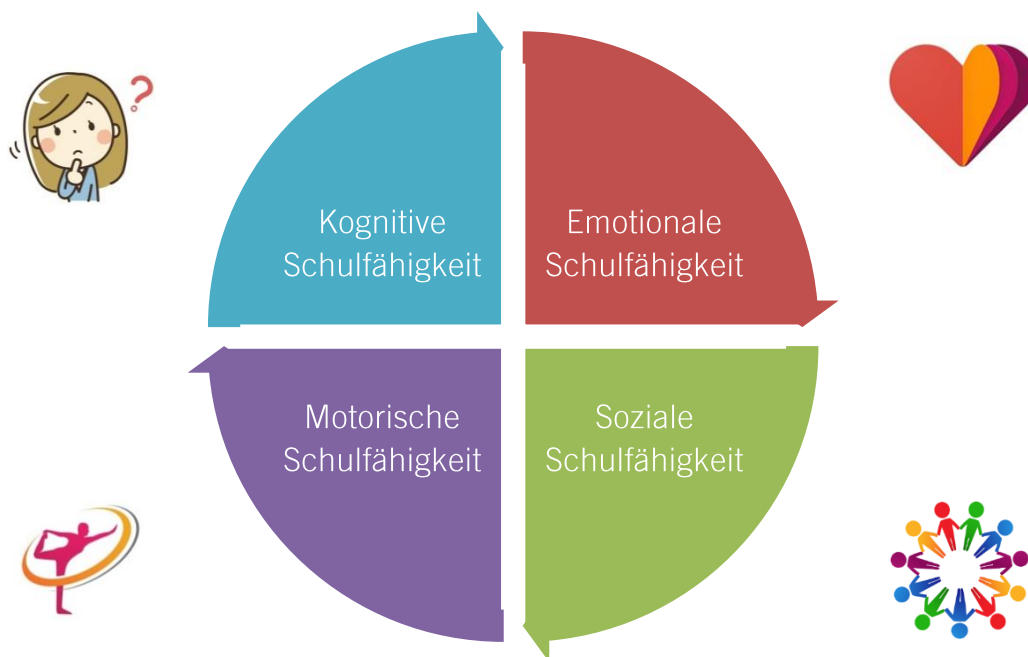 ?
Kognitive
Schulfähigkeit
Emotionale
Schulfähigkeit
Motorische
Schulfähigkeit
Soziale
Schulfähigkeit